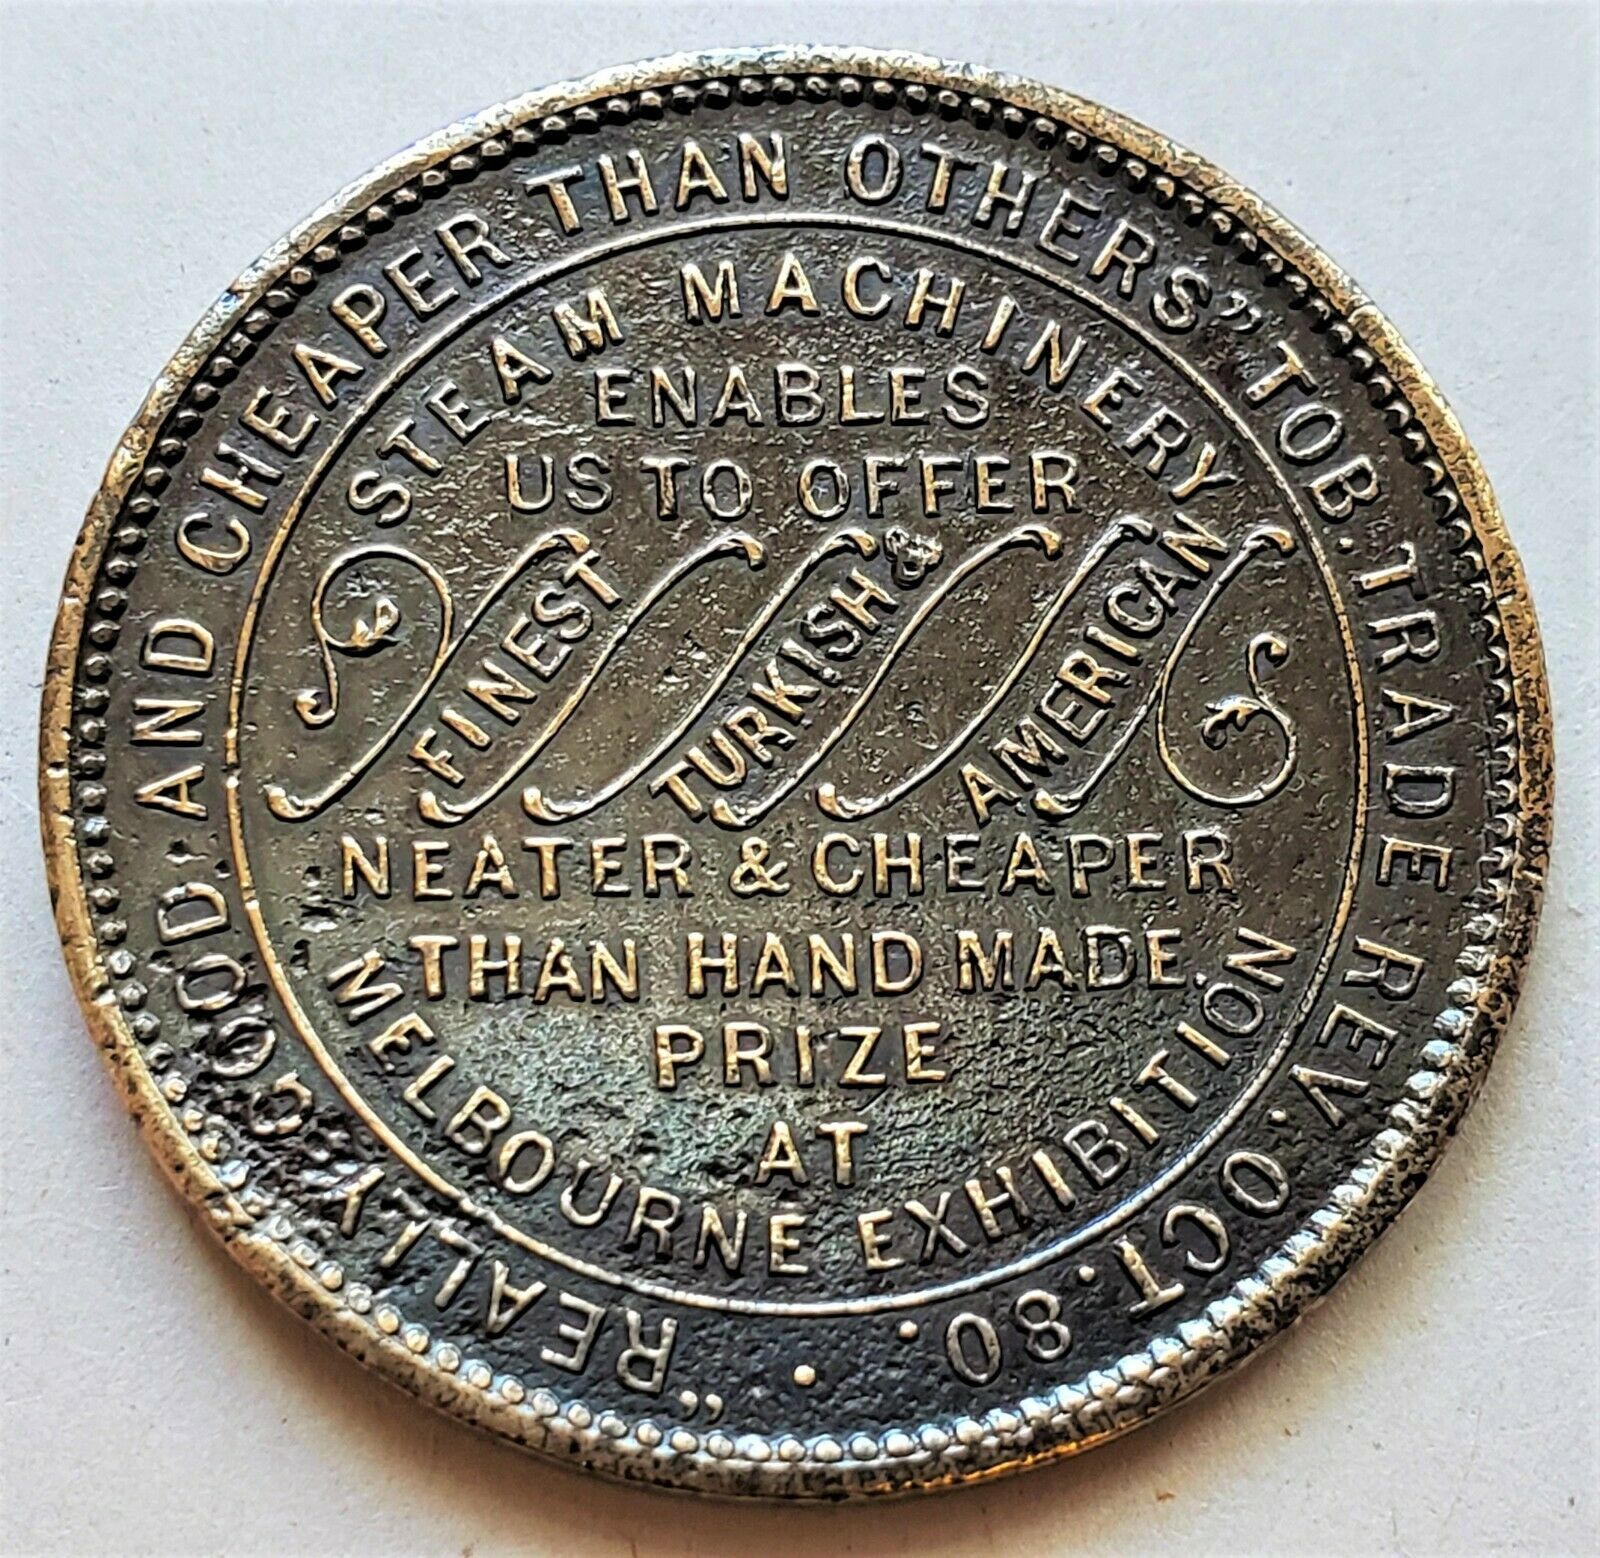 "REALLY GOOD, AND CHEAPER THAN OTHERS" TOB. TRADE REV. OCT. 80.
STEAM MACHINERY
ENABLES
US TO OFFER
FINEST
TURKISH &
AMERICAN
NEATER & CHEAPER
THAN HAND MADE.
PRIZE
AT
MELBOURNE EXHIBITION